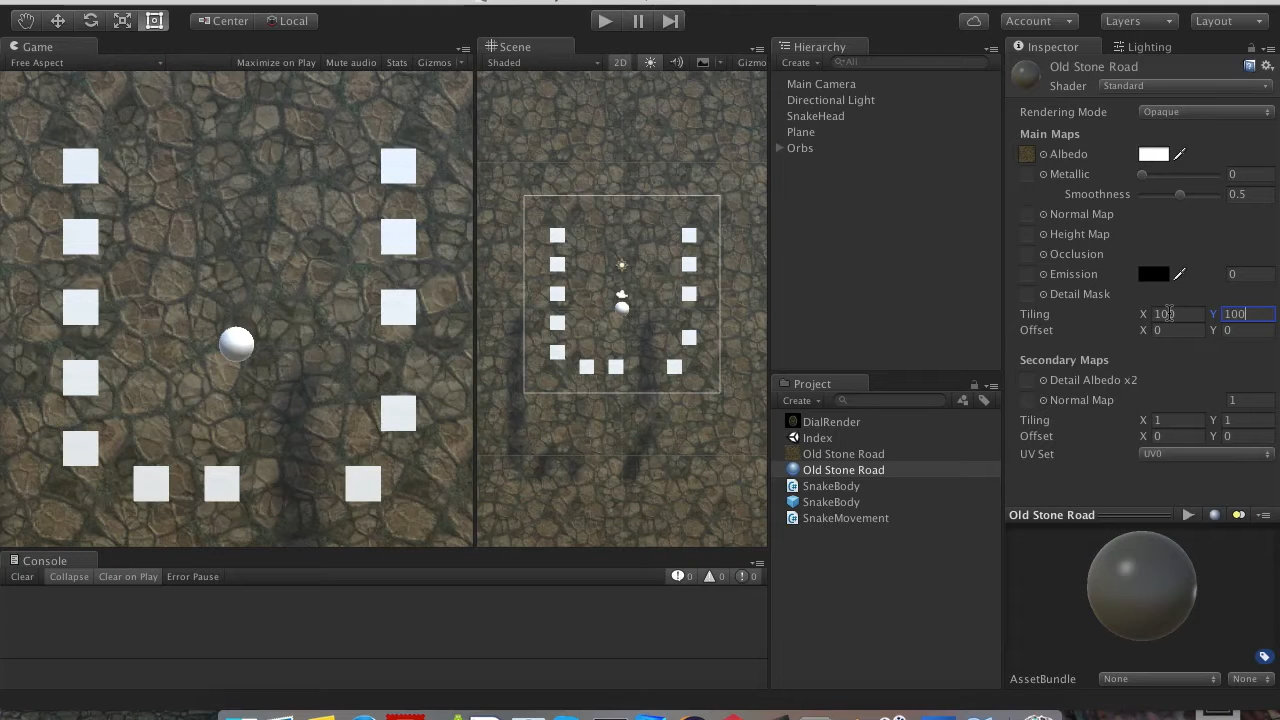 Center
Local
Account
Layers
Layout
Game
Free Aspect
Maximize on Play
Mute audio
Stats
Gizmos
Scene
Shaded
2D
Gizmo
Hierarchy
Create
All
Main Camera
Directional Light
SnakeHead
Plane
Orbs
Project
Create
DialRender
Index
Old Stone Road
Old Stone Road
SnakeBody
SnakeBody
SnakeMovement
Inspector
Lighting
Old Stone Road
Shader Standard
Rendering Mode Opaque
Main Maps
Albedo
Metallic 0
Smoothness 0.5
Normal Map
Height Map
Occlusion
Emission 0
Detail Mask
Tiling X 100 Y 100
Offset X 0 Y 0
Secondary Maps
Detail Albedo x2
Normal Map 1
Tiling X 1 Y 1
Offset X 0 Y 0
UV Set UV0
Old Stone Road
AssetBundle None None
Console
Clear Collapse Clear on Play Error Pause 0 0 0